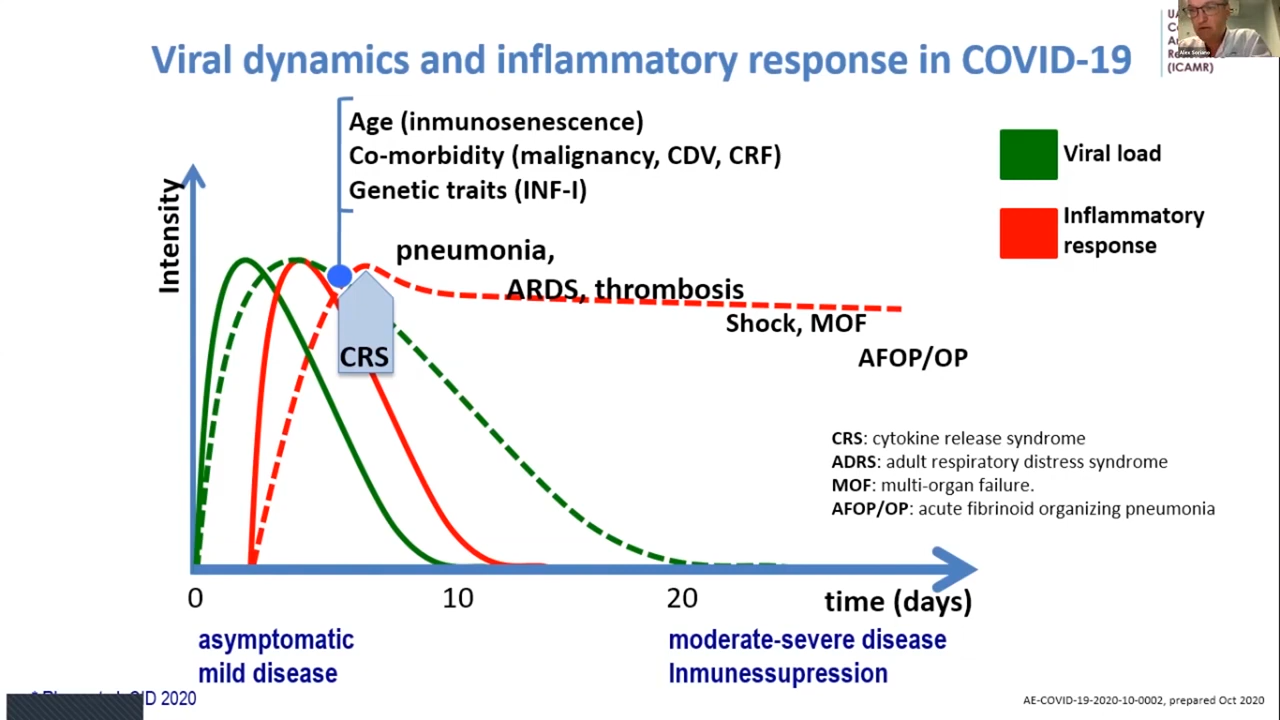 Viral dynamics and inflammatory response in COVID-19
(ICAMR)
Alex Soriano
Age (inmunosenescence)
Co-morbidity (malignancy, CDV, CRF)
Genetic traits (INF-I)
Viral load
Inflammatory
response
Intensity
pneumonia,
ARDS, thrombosis
Shock, MOF
AFOP/OP
CRS
CRS: cytokine release syndrome
ADRS: adult respiratory distress syndrome
MOF: multi-organ failure.
AFOP/OP: acute fibrinoid organizing pneumonia
0
10
20
time (days)
asymptomatic
mild disease
moderate-severe disease
Inmunessupression
2020
AE-COVID-19-2020-10-0002, prepared Oct 2020